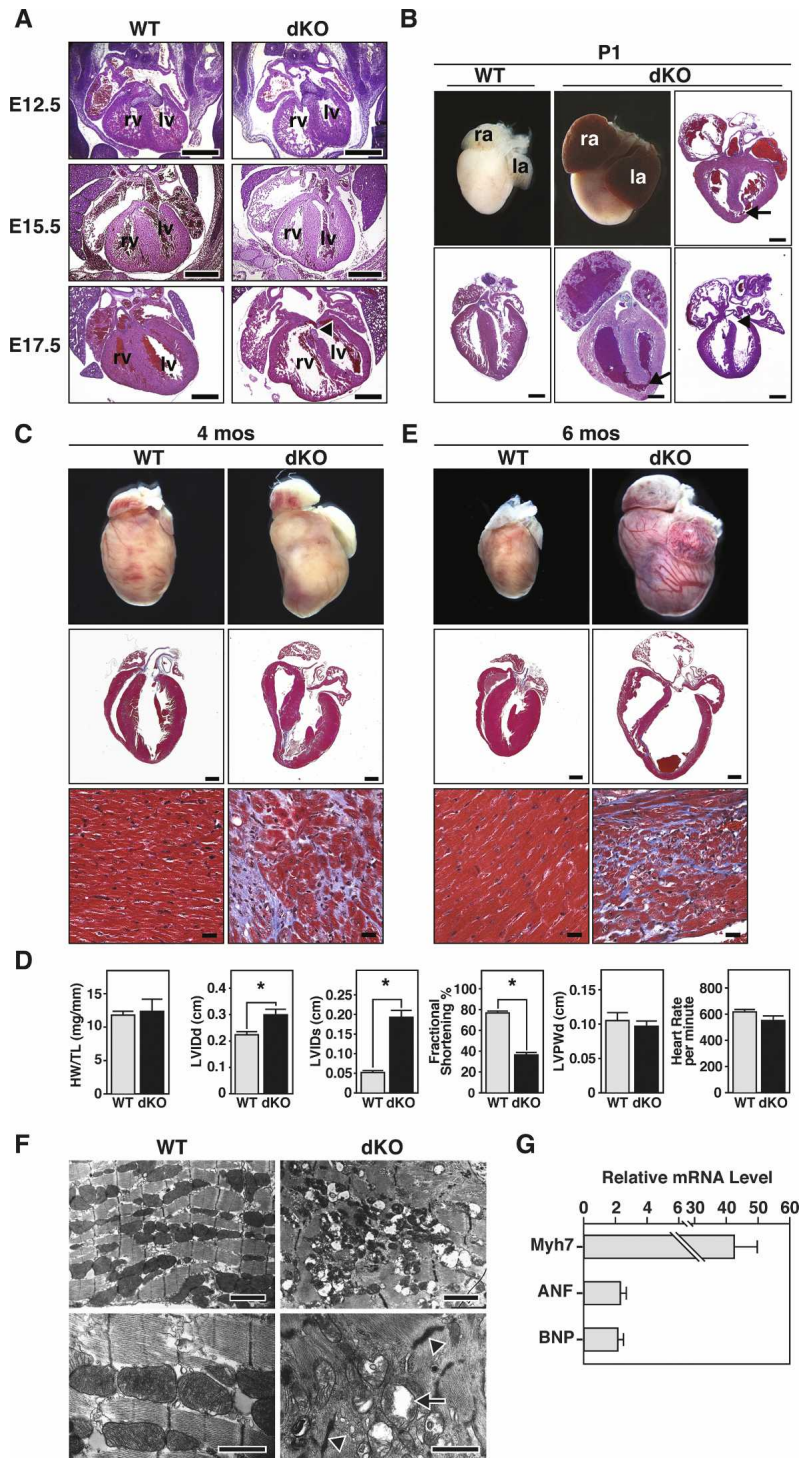 A
WT dKO
E12.5
rv lv rv lv
E15.5
rv lv rv lv
E17.5
rv lv rv lv
B
P1
WT dKO
ra la ra la
C
4 mos
WT dKO
E
6 mos
WT dKO
D
HW/TL (mg/mm)
15
10
5
0
WT dKO
LVIDd (cm)
0.4
0.3
0.2
0.1
0
*
WT dKO
LVIDs (cm)
0.25
0.20
0.15
0.10
0.05
0
*
WT dKO
Fractional
Shortening %
100
80
60
40
20
0
*
WT dKO
LVPWd (cm)
0.15
0.10
0.05
0
WT dKO
Heart Rate
per minute
800
600
400
200
0
WT dKO
F
WT dKO
G
Relative mRNA Level
0 2 4 6 30 40 50 60
Myh7
ANF
BNP